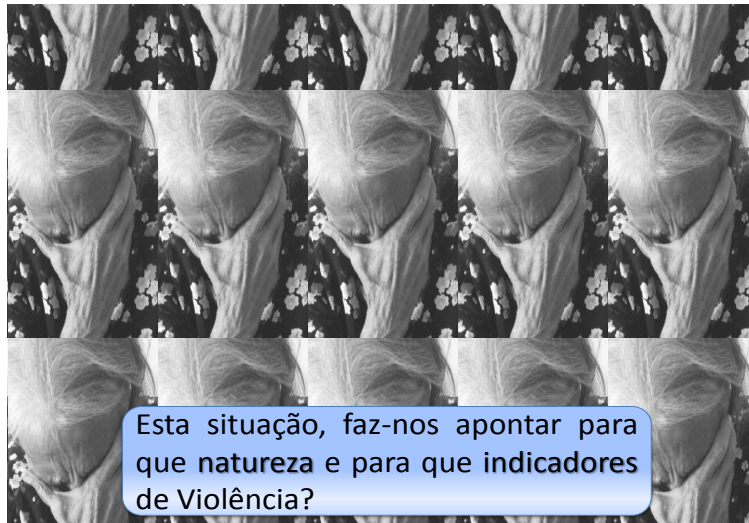 Esta situação, faz-nos apontar para
que natureza e para que indicadores
de Violência?